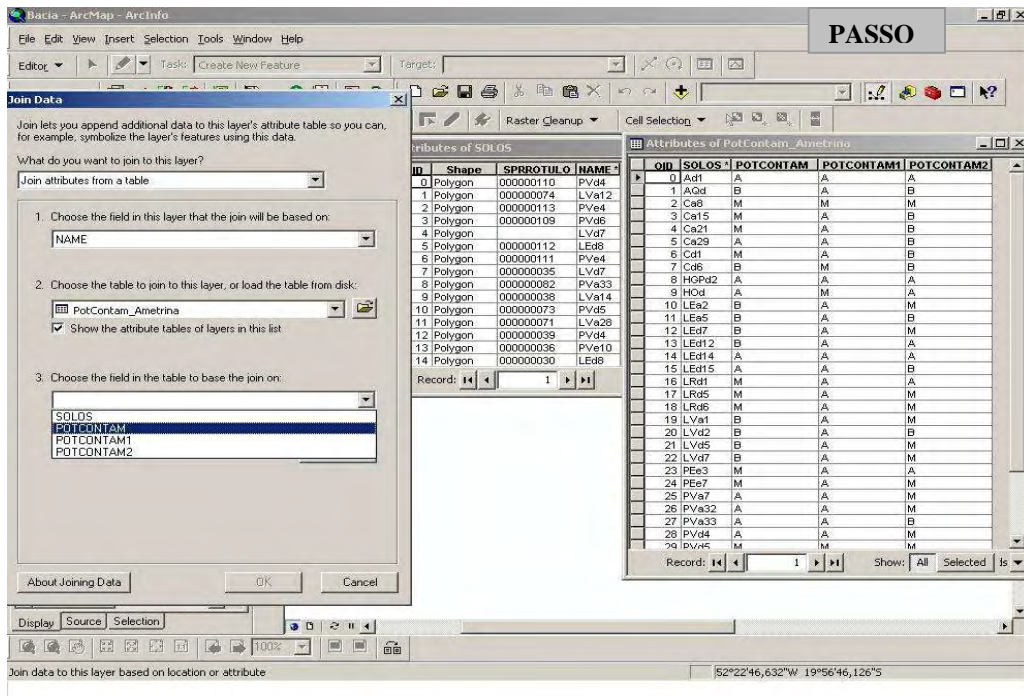 Bacia - ArcMap - ArcInfo
PASSO
File Edit View Insert Selection Tools Window Help
Editor Task: Create New Feature Target:
Raster Cleanup Cell Selection
Join Data
Join lets you append additional data to this layer's attribute table so you can,
for example, symbolize the layer's features using this data.
What do you want to join to this layer?
Join attributes from a table
1. Choose the field in this layer that the join will be based on:
NAME
2. Choose the table to join to this layer, or load the table from disk:
PotContam_Ametrina
Show the attribute tables of layers in this list
3. Choose the field in the table to base the join on:
SOLOS
POTCONTAM
POTCONTAM1
POTCONTAM2
About Joining Data OK Cancel
tributes of SOLOS
ID Shape SPRROTULO NAME *
0 Polygon 000000110 PVd4
1 Polygon 000000074 LVa12
2 Polygon 000000113 PVe4
3 Polygon 000000109 PVd6
4 Polygon LVd7
5 Polygon 000000112 LEd8
6 Polygon 000000111 PVe4
7 Polygon 000000035 LVd7
8 Polygon 000000082 PVa33
9 Polygon 000000038 LVa14
10 Polygon 000000073 PVd5
11 Polygon 000000071 LVa28
12 Polygon 000000039 PVd4
13 Polygon 000000036 PVe10
14 Polygon 000000030 LEd8
Record: 1
Attributes of PotContam_Ametrina
OID SOLOS * POTCONTAM POTCONTAM1 POTCONTAM2
0 Ad1 A A A
1 AQd B B B
2 Ca8 M M M
3 Ca15 M A B
4 Ca21 M A B
5 Ca29 A A B
6 Cd1 M A B
7 Cd6 B M B
8 HGPd2 A A A
9 HOd A M A
10 LEa2 B A M
11 LEa5 B A B
12 LEd7 B A M
13 LEd12 B A B
14 LEd14 A A A
15 LEd15 A A B
16 LRd1 M A A
17 LRd5 M A M
18 LRd6 M A M
19 LVa1 B A M
20 LVd2 B A B
21 LVd5 B A M
22 LVd7 B A M
23 PEe3 M A M
24 PEe7 M A M
25 PVa7 A A M
26 PVa32 A A M
27 PVa33 A A B
28 PVd4 A A M
29 PVd5 M M M
Record: 1 Show: All Selected ls
Display Source Selection
100%
Join data to this layer based on location or attribute 52°22'46,632"W 19°56'46,126"S